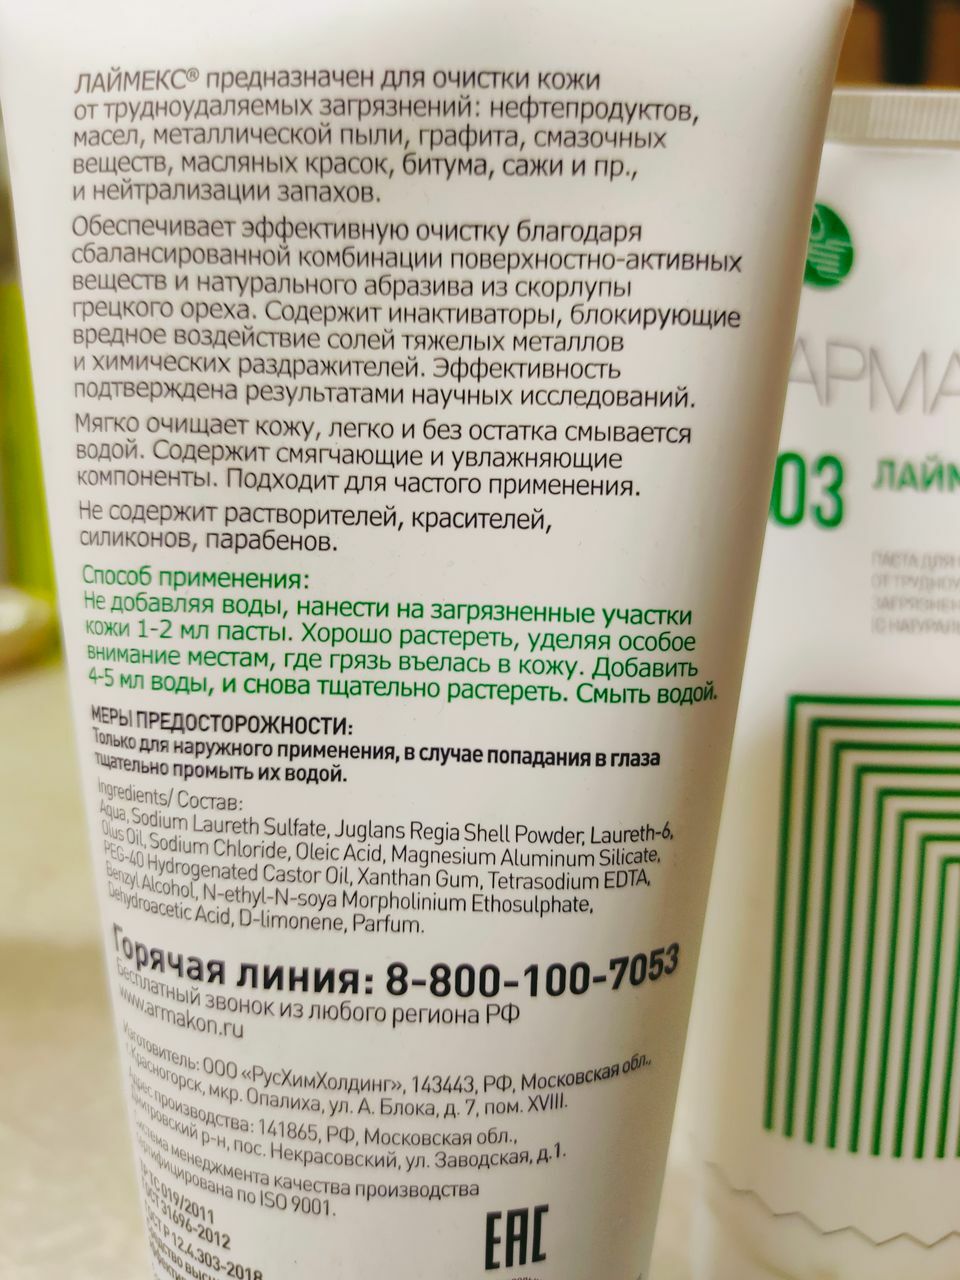 ЛАЙМЕКС® предназначен для очистки кожи
от трудноудаляемых загрязнений: нефтепродуктов,
масел, металлической пыли, графита, смазочных
веществ, масляных красок, битума, сажи и пр.,
и нейтрализации запахов.
Обеспечивает эффективную очистку благодаря
сбалансированной комбинации поверхностно-активных
веществ и натурального абразива из скорлупы
грецкого ореха. Содержит инактиваторы, блокирующие
вредное воздействие солей тяжелых металлов
и химических раздражителей. Эффективность
подтверждена результатами научных исследований.
Мягко очищает кожу, легко и без остатка смывается
водой. Содержит смягчающие и увлажняющие
компоненты. Подходит для частого применения.
Не содержит растворителей, красителей,
силиконов, парабенов.
Способ применения:
Не добавляя воды, нанести на загрязненные участки
кожи 1-2 мл пасты. Хорошо растереть, уделяя особое
внимание местам, где грязь въелась в кожу. Добавить
4-5 мл воды, и снова тщательно растереть. Смыть водой.
МЕРЫ ПРЕДОСТОРОЖНОСТИ:
Только для наружного применения, в случае попадания в глаза
тщательно промыть их водой.
Ingredients/ Состав:
Aqua, Sodium Laureth Sulfate, Juglans Regia Shell Powder, Laureth-6,
Olus Oil, Sodium Chloride, Oleic Acid, Magnesium Aluminum Silicate,
PEG-40 Hydrogenated Castor Oil, Xanthan Gum, Tetrasodium EDTA,
Benzyl Alcohol, N-ethyl-N-soya Morpholinium Ethosulphate,
Dehydroacetic Acid, D-limonene, Parfum.
Горячая линия: 8-800-100-7053
Бесплатный звонок из любого региона РФ
www.armakon.ru
Изготовитель: ООО «РусХимХолдинг», 143443, РФ, Московская обл.,
г. Красногорск, мкр. Опалиха, ул. А. Блока, д. 7, пом. XVIII.
Адрес производства: 141865, РФ, Московская обл.,
Дмитровский р-н, пос. Некрасовский, ул. Заводская, д.1.
Система менеджмента качества производства
сертифицирована по ISO 9001.
ТР ТС 019/2011
ГОСТ 31696-2012
ГОСТ Р 12.4.303-2018
Средство
EAC
АРМА
03
ЛАЙМ
ПАСТА ДЛЯ